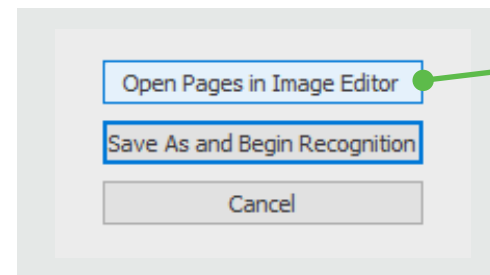 Open Pages in Image Editor
Save As and Begin Recognition
Cancel